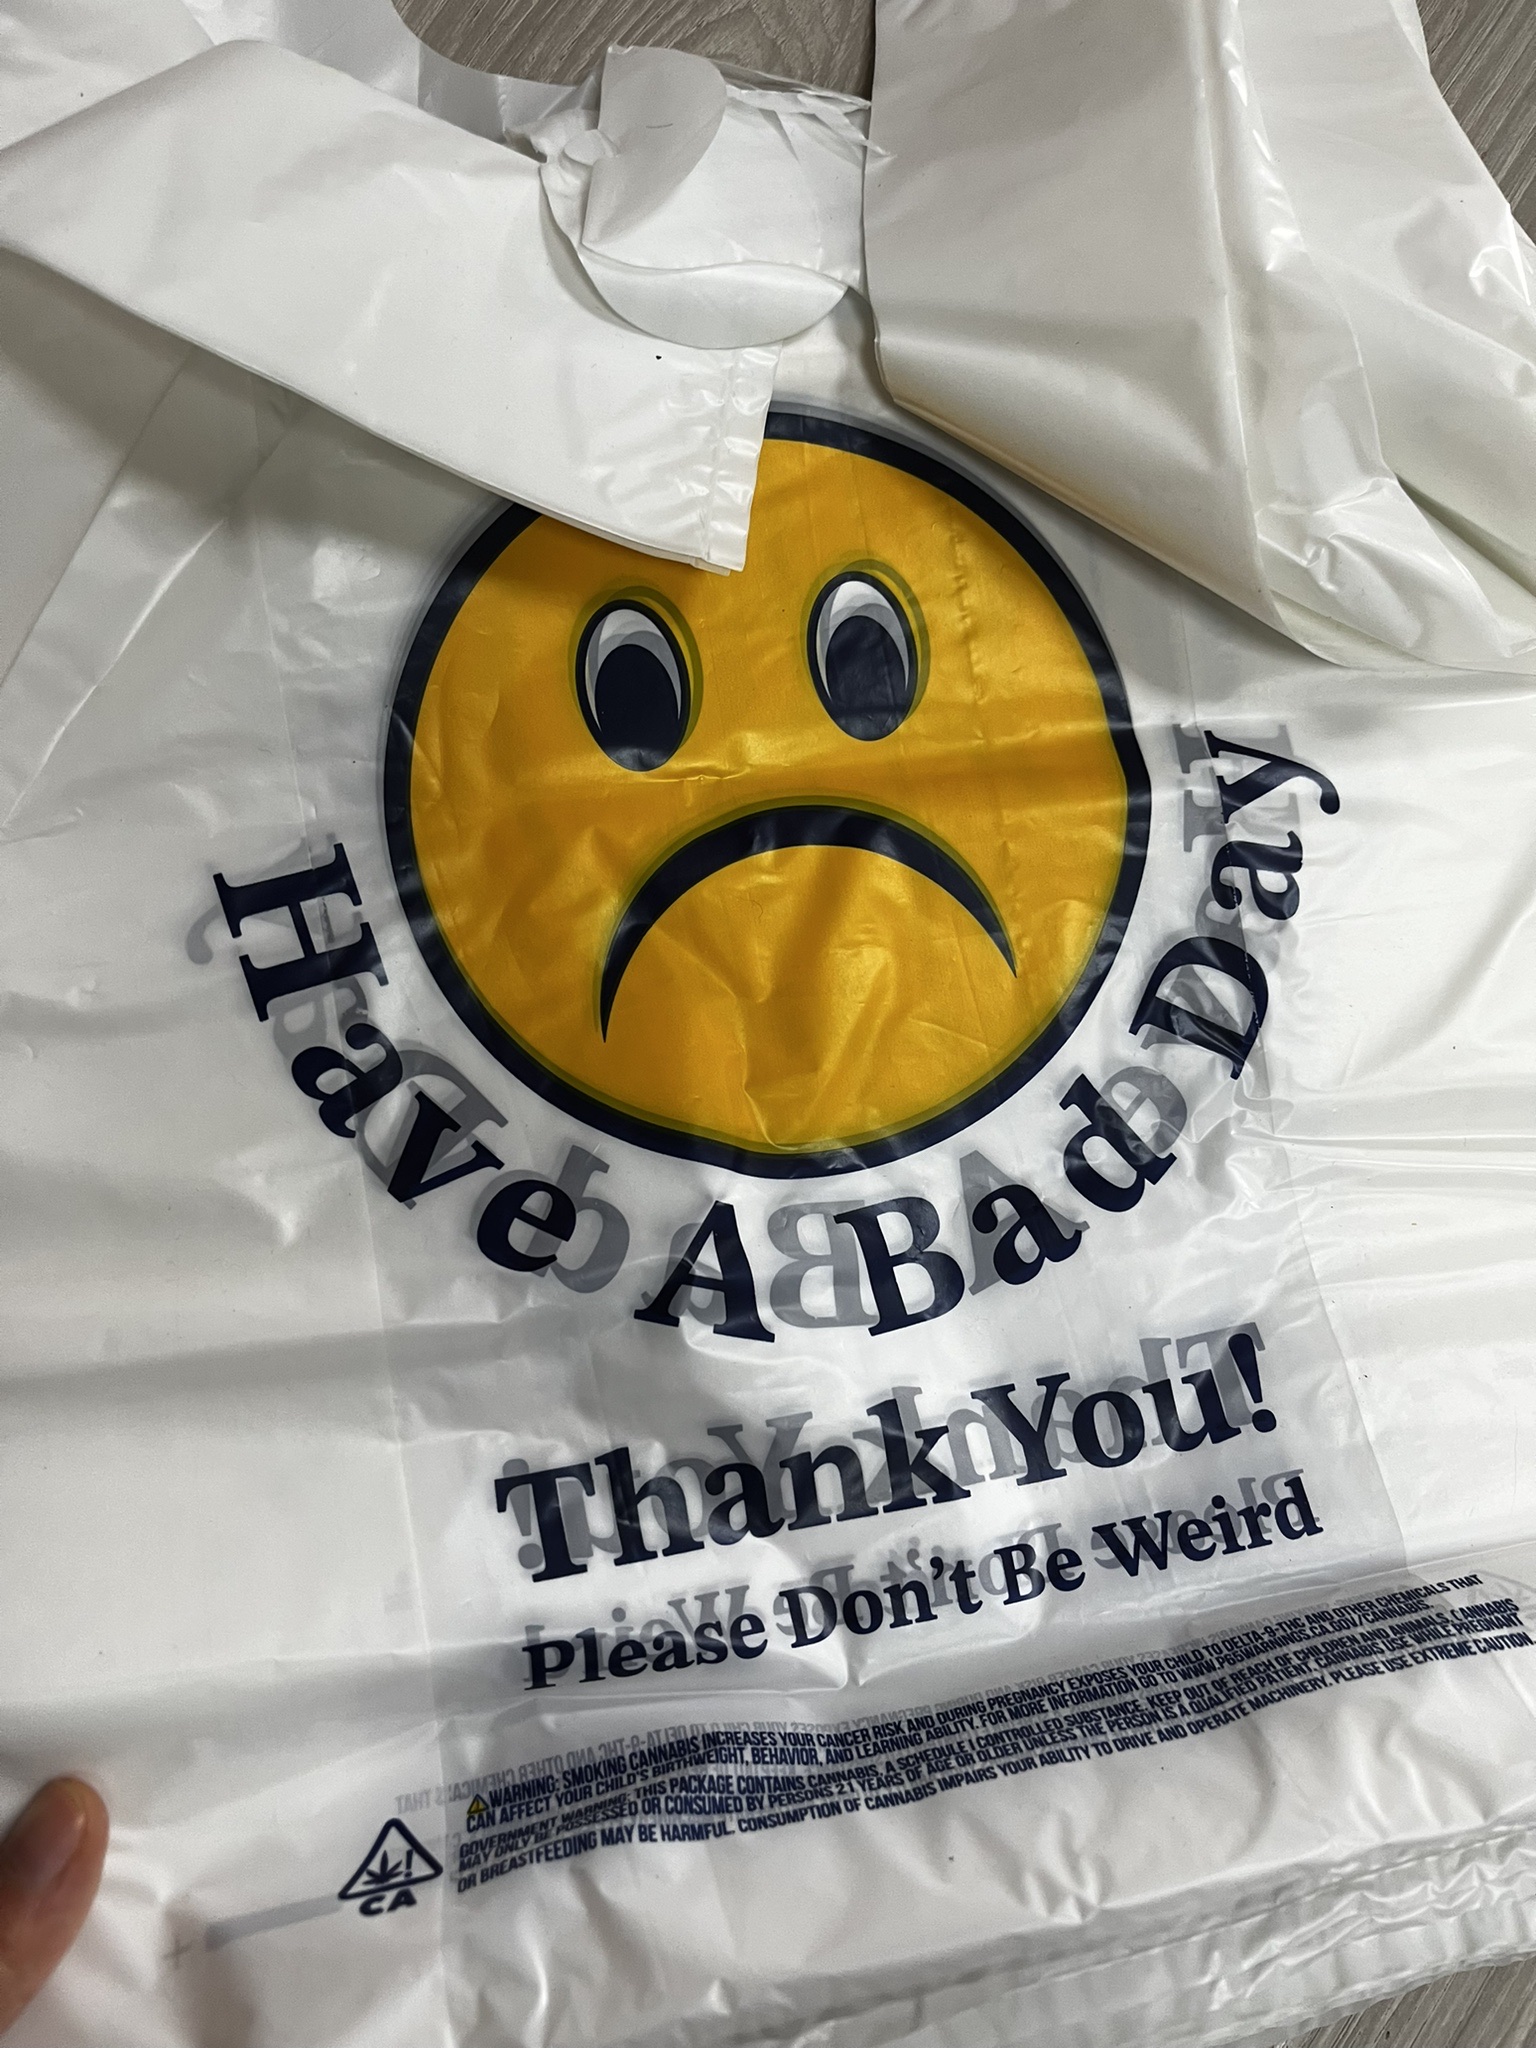 Have A Bad Day
Thank You!
Please Don't Be Weird
WARNING: SMOKING CANNABIS INCREASES YOUR CANCER RISK AND DURING PREGNANCY EXPOSES YOUR CHILD TO DELTA-9-THC AND OTHER CHEMICALS THAT
CAN AFFECT YOUR CHILD'S BIRTHWEIGHT, BEHAVIOR, AND LEARNING ABILITY. FOR MORE INFORMATION GO TO WWW.P65WARNINGS.CA.GOV/CANNABIS.
GOVERNMENT WARNING: THIS PACKAGE CONTAINS CANNABIS, A SCHEDULE I CONTROLLED SUBSTANCE. KEEP OUT OF REACH OF CHILDREN AND ANIMALS. CANNABIS
MAY ONLY BE POSSESSED OR CONSUMED BY PERSONS 21 YEARS OF AGE OR OLDER UNLESS THE PERSON IS A QUALIFIED PATIENT. CANNABIS USE WHILE PREGNANT
OR BREASTFEEDING MAY BE HARMFUL. CONSUMPTION OF CANNABIS IMPAIRS YOUR ABILITY TO DRIVE AND OPERATE MACHINERY. PLEASE USE EXTREME CAUTION.
!
CA